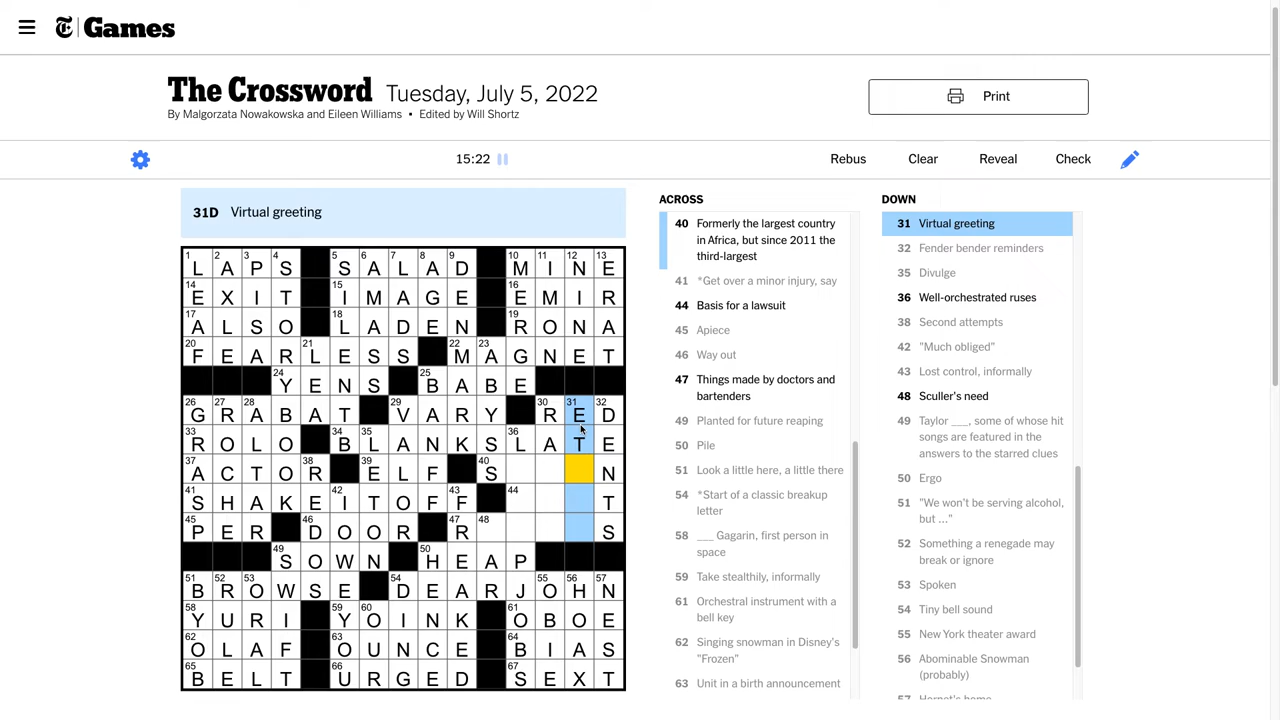 Games
The Crossword Tuesday, July 5, 2022
By Malgorzata Nowakowska and Eileen Williams • Edited by Will Shortz
Print
15:22
Rebus Clear Reveal Check
31D Virtual greeting
1 L 2 A 3 P 4 S 5 S 6 A 7 L 8 A 9 D 10 M 11 I 12 N 13 E
14 E X I T 15 I M A G E 16 E M I R
17 A L S O 18 L A D E N 19 R O N A
20 F E A R 21 L E S S 22 M 23 A G N E T
24 Y E N S 25 B A B E
26 G 27 R 28 A B A T 29 V A R Y 30 R 31 E 32 D
33 R O L O 34 B 35 L A N K S 36 L A T E
37 A C T O 38 R 39 E L F 40 S N
41 S H A K E 42 I T O F 43 F 44 T
45 P E R 46 D O O R 47 R 48 S
49 S O W N 50 H E A P
51 B 52 R 53 O W S E 54 D E A R J 55 O 56 H 57 N
58 Y U R I 59 Y 60 O I N K 61 O B O E
62 O L A F 63 O U N C E 64 B I A S
65 B E L T 66 U R G E D 67 S E X T
ACROSS
40 Formerly the largest country
in Africa, but since 2011 the
third-largest
41 *Get over a minor injury, say
44 Basis for a lawsuit
45 Apiece
46 Way out
47 Things made by doctors and
bartenders
49 Planted for future reaping
50 Pile
51 Look a little here, a little there
54 *Start of a classic breakup
letter
58 ___ Gagarin, first person in
space
59 Take stealthily, informally
61 Orchestral instrument with a
bell key
62 Singing snowman in Disney's
"Frozen"
63 Unit in a birth announcement
DOWN
31 Virtual greeting
32 Fender bender reminders
35 Divulge
36 Well-orchestrated ruses
38 Second attempts
42 "Much obliged"
43 Lost control, informally
48 Sculler's need
49 Taylor ___, some of whose hit
songs are featured in the
answers to the starred clues
50 Ergo
51 "We won't be serving alcohol,
but ..."
52 Something a renegade may
break or ignore
53 Spoken
54 Tiny bell sound
55 New York theater award
56 Abominable Snowman
(probably)
57 Hornet's home